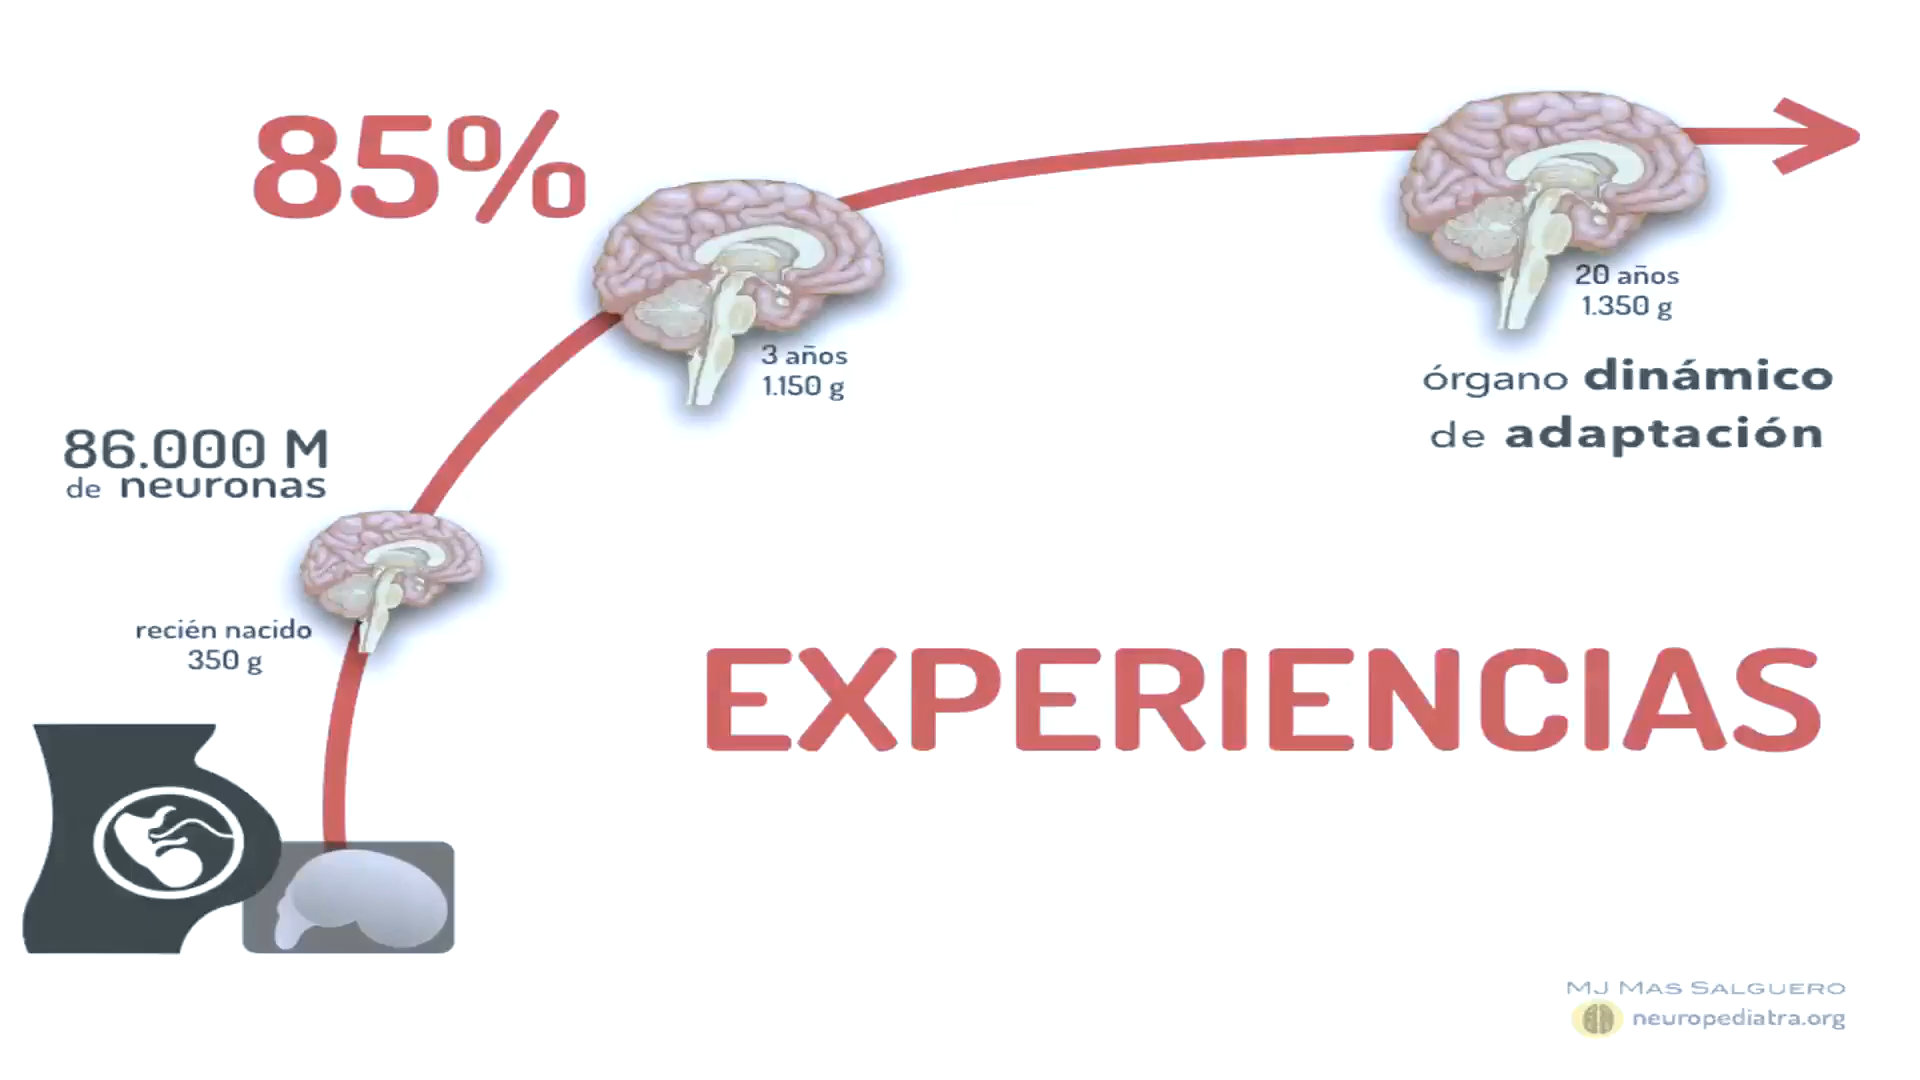 85%
3 años
1.150 g
20 años
1.350 g
órgano dinámico
de adaptación
86.000 M
de neuronas
recién nacido
350 g
EXPERIENCIAS
MJ MAS SALGUERO
neuropediatra.org